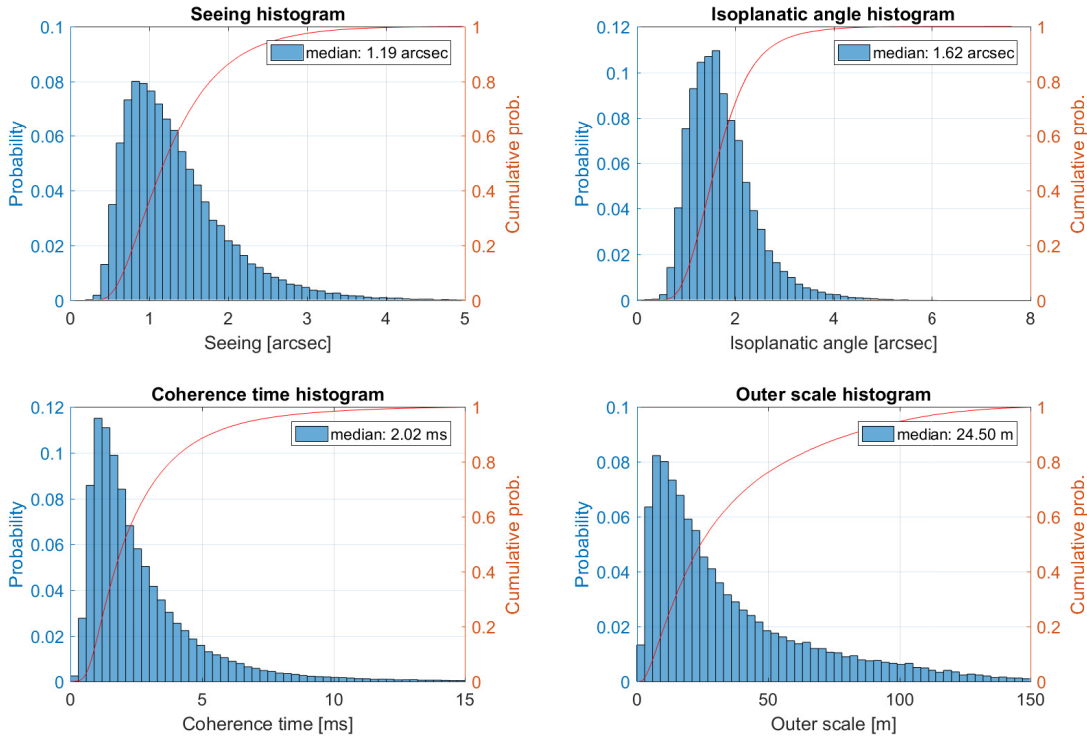 Seeing histogram
median: 1.19 arcsec
Probability
Cumulative prob.
0 0.02 0.04 0.06 0.08 0.1
0 0.2 0.4 0.6 0.8 1
0 1 2 3 4 5
Seeing [arcsec]
Isoplanatic angle histogram
median: 1.62 arcsec
Probability
Cumulative prob.
0 0.02 0.04 0.06 0.08 0.1 0.12
0 0.2 0.4 0.6 0.8 1
0 2 4 6 8
Isoplanatic angle [arcsec]
Coherence time histogram
median: 2.02 ms
Probability
Cumulative prob.
0 0.02 0.04 0.06 0.08 0.1 0.12
0 0.2 0.4 0.6 0.8 1
0 5 10 15
Coherence time [ms]
Outer scale histogram
median: 24.50 m
Probability
Cumulative prob.
0 0.02 0.04 0.06 0.08 0.1
0 0.2 0.4 0.6 0.8 1
0 50 100 150
Outer scale [m]